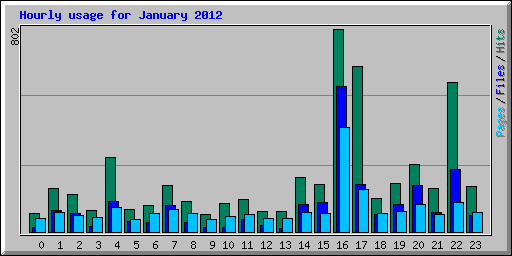 Hourly usage for January 2012
802
Pages / Files / Hits
0 1 2 3 4 5 6 7 8 9 10 11 12 13 14 15 16 17 18 19 20 21 22 23